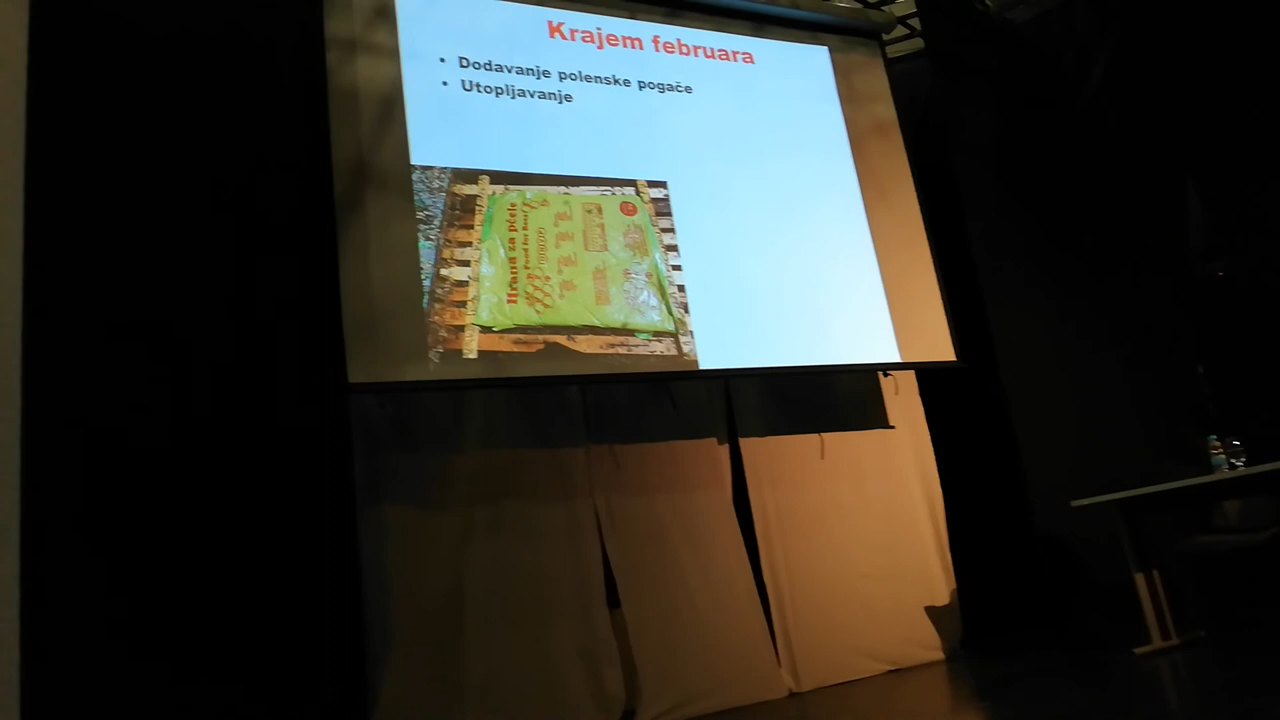 Krajem februara
• Dodavanje polenske pogače
• Utopljavanje
Hrana za pčele
Food for Bees